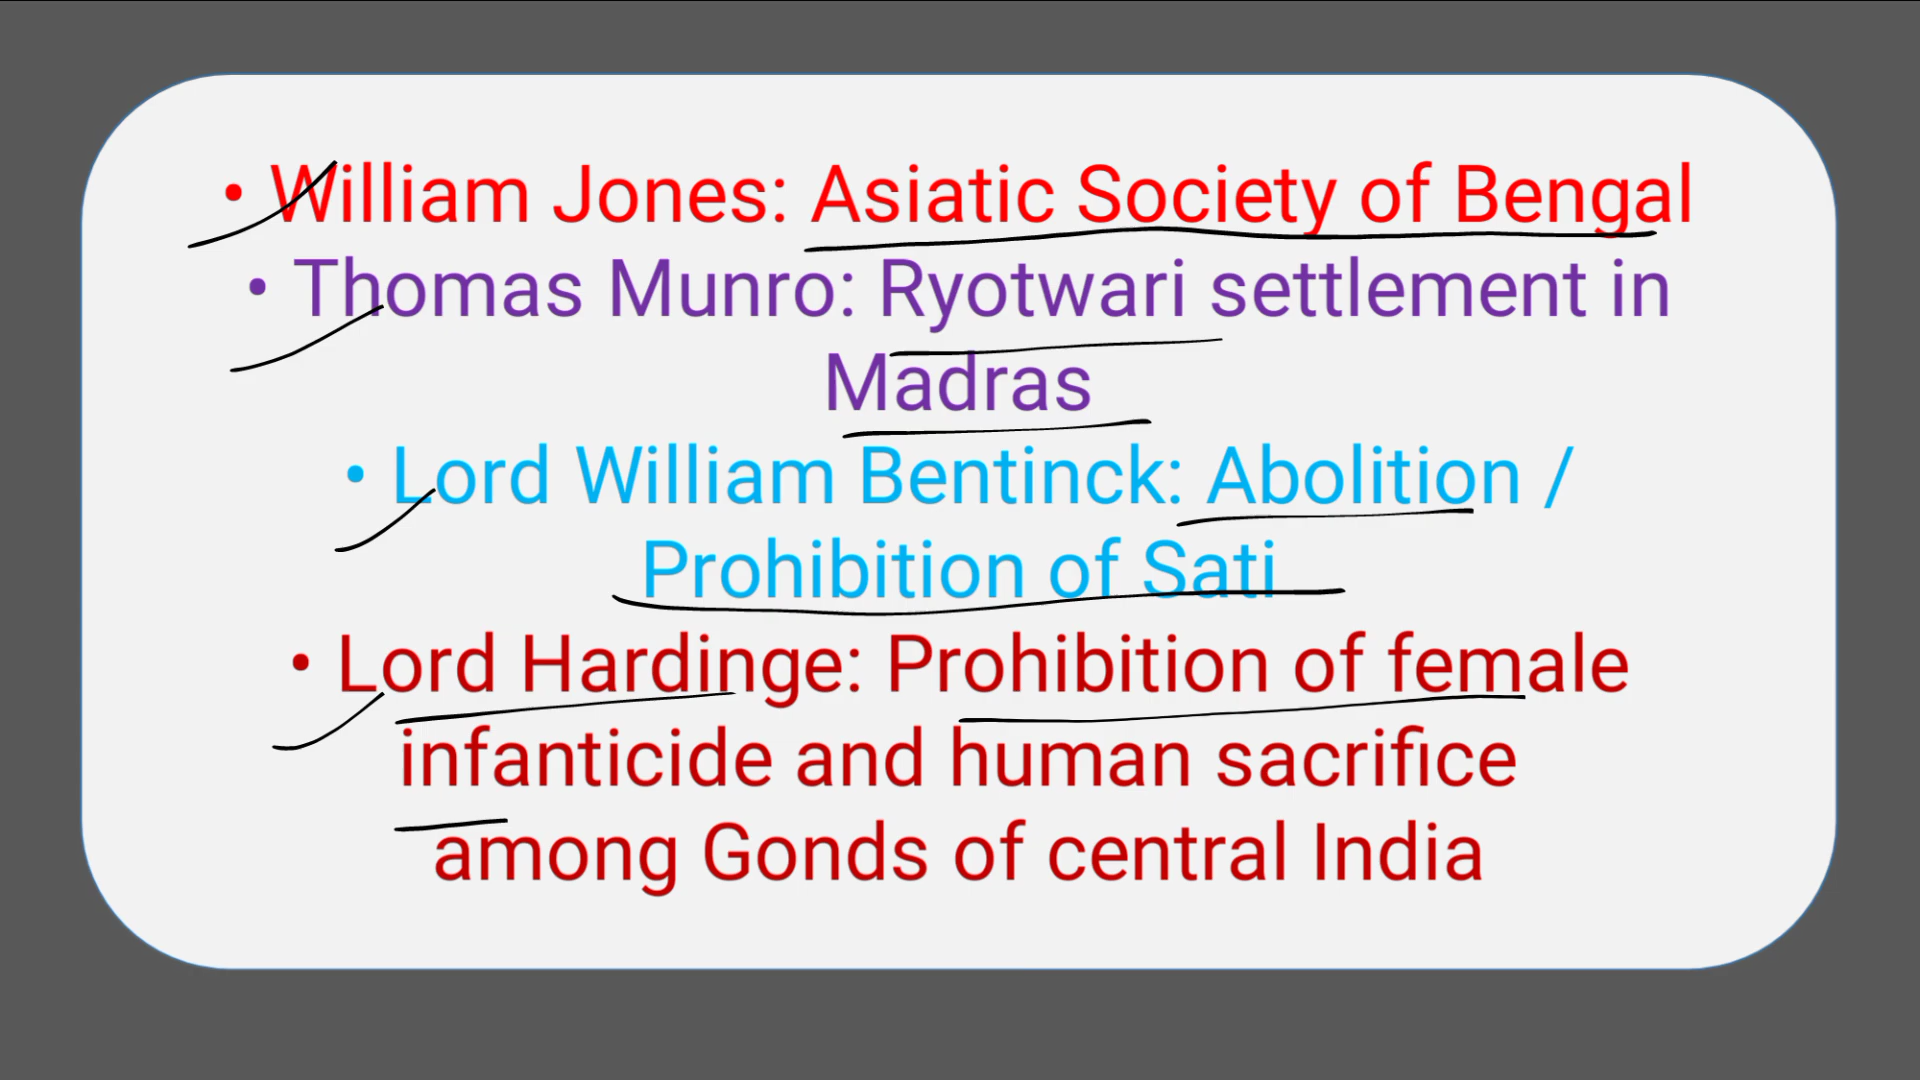 • William Jones: Asiatic Society of Bengal
• Thomas Munro: Ryotwari settlement in
Madras
• Lord William Bentinck: Abolition /
Prohibition of Sati
• Lord Hardinge: Prohibition of female
infanticide and human sacrifice
among Gonds of central India